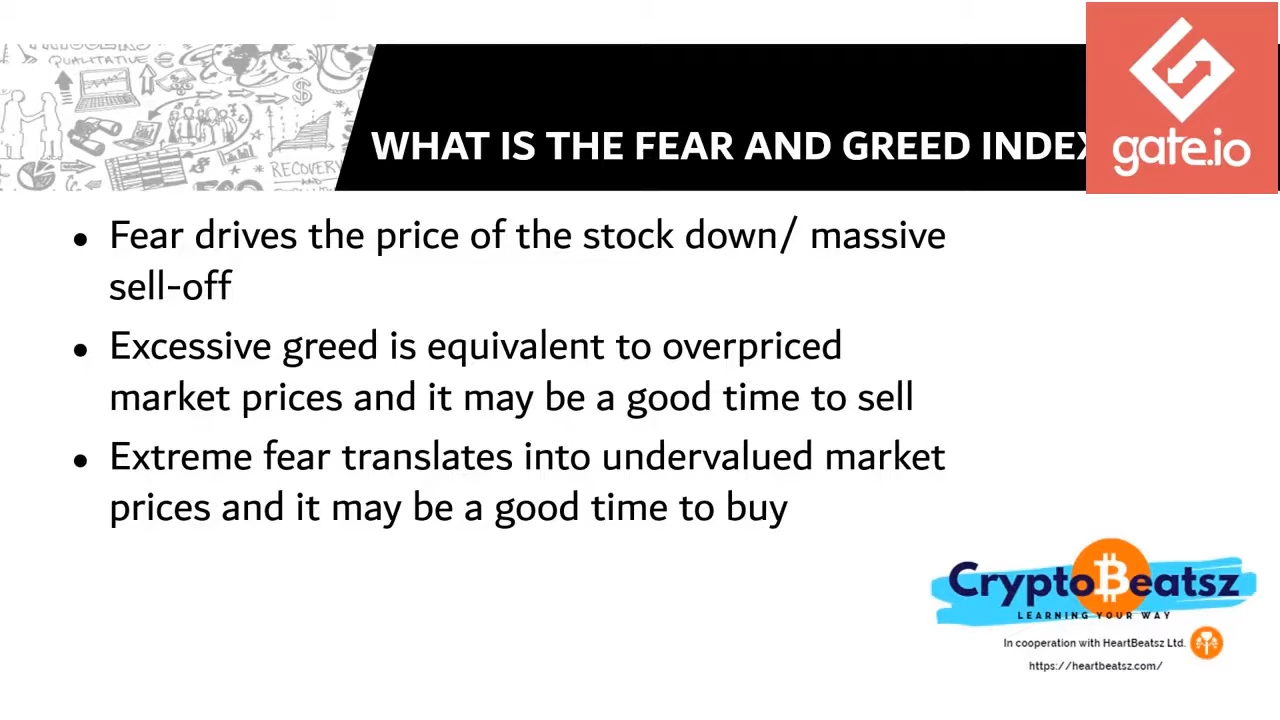 QUALITATIVE
RECOVERY
WHAT IS THE FEAR AND GREED INDEX
gate.io
• Fear drives the price of the stock down/ massive
sell-off
• Excessive greed is equivalent to overpriced
market prices and it may be a good time to sell
• Extreme fear translates into undervalued market
prices and it may be a good time to buy
CryptoBeatsz
LEARNING YOUR WAY
In cooperation with HeartBeatsz Ltd.
https://heartbeatsz.com/